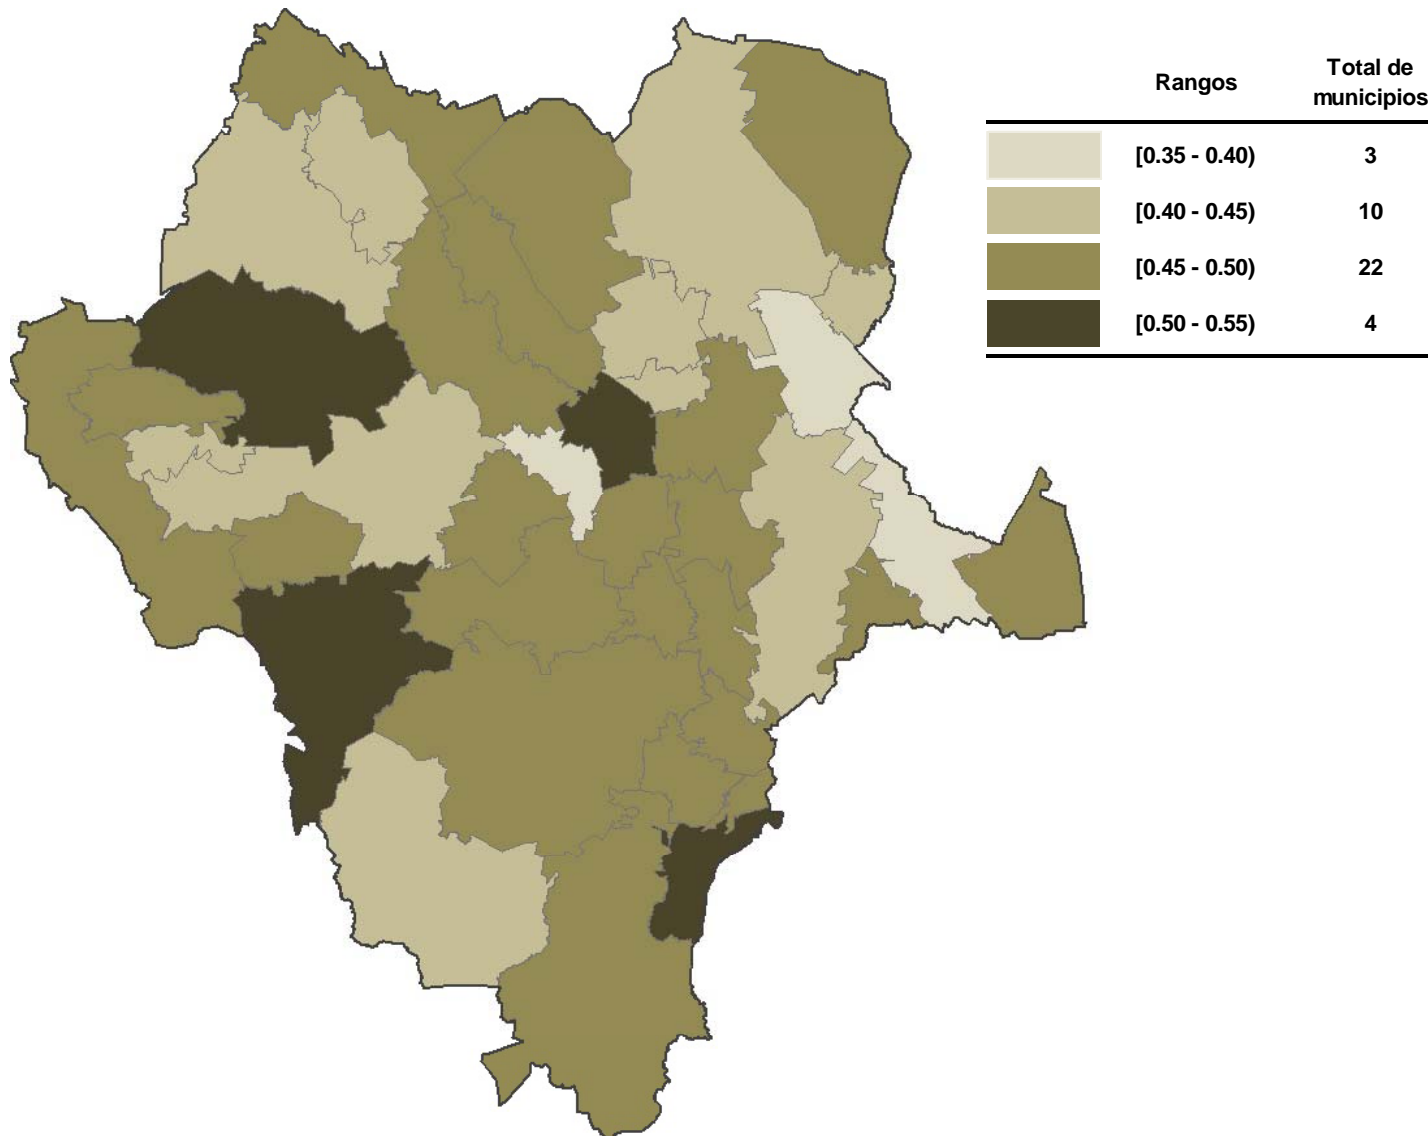 Rangos
Total de
municipios
[0.35 - 0.40) 3
[0.40 - 0.45) 10
[0.45 - 0.50) 22
[0.50 - 0.55) 4